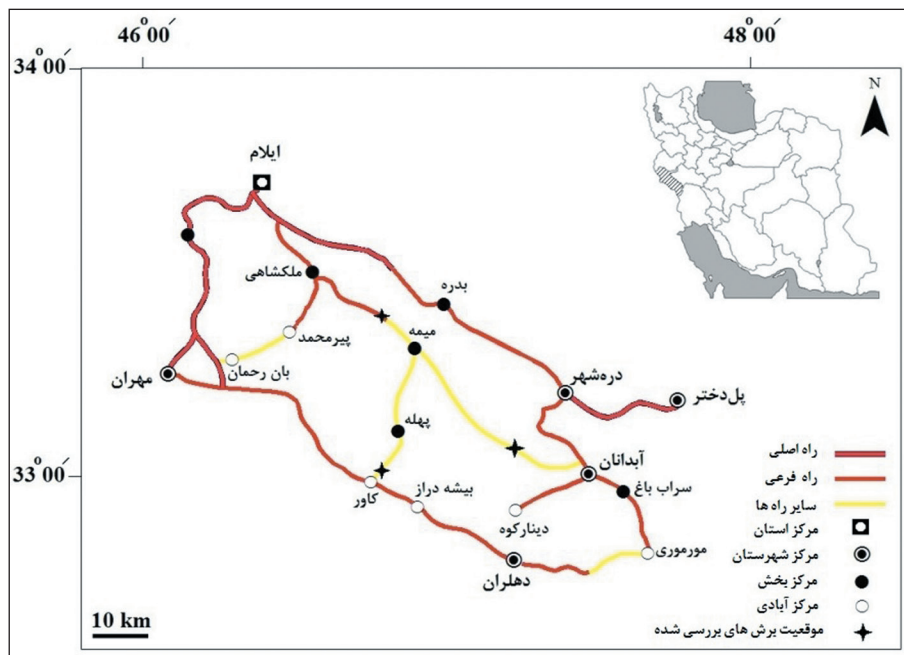 46° 00′
48° 00′
34° 00′
N
ایلام
ملکشاهی
بدره
پیرمحمد
میمه
بان رحمان
مهران
دره‌شهر
پل‌دختر
پهله
آبدانان
33° 00′
کاور
بیشه دراز
سراب باغ
دینارکوه
مورموری
دهلران
راه اصلی
راه فرعی
سایر راه ها
مرکز استان
مرکز شهرستان
مرکز بخش
مرکز آبادی
موقعیت برش های بررسی شده
10 km